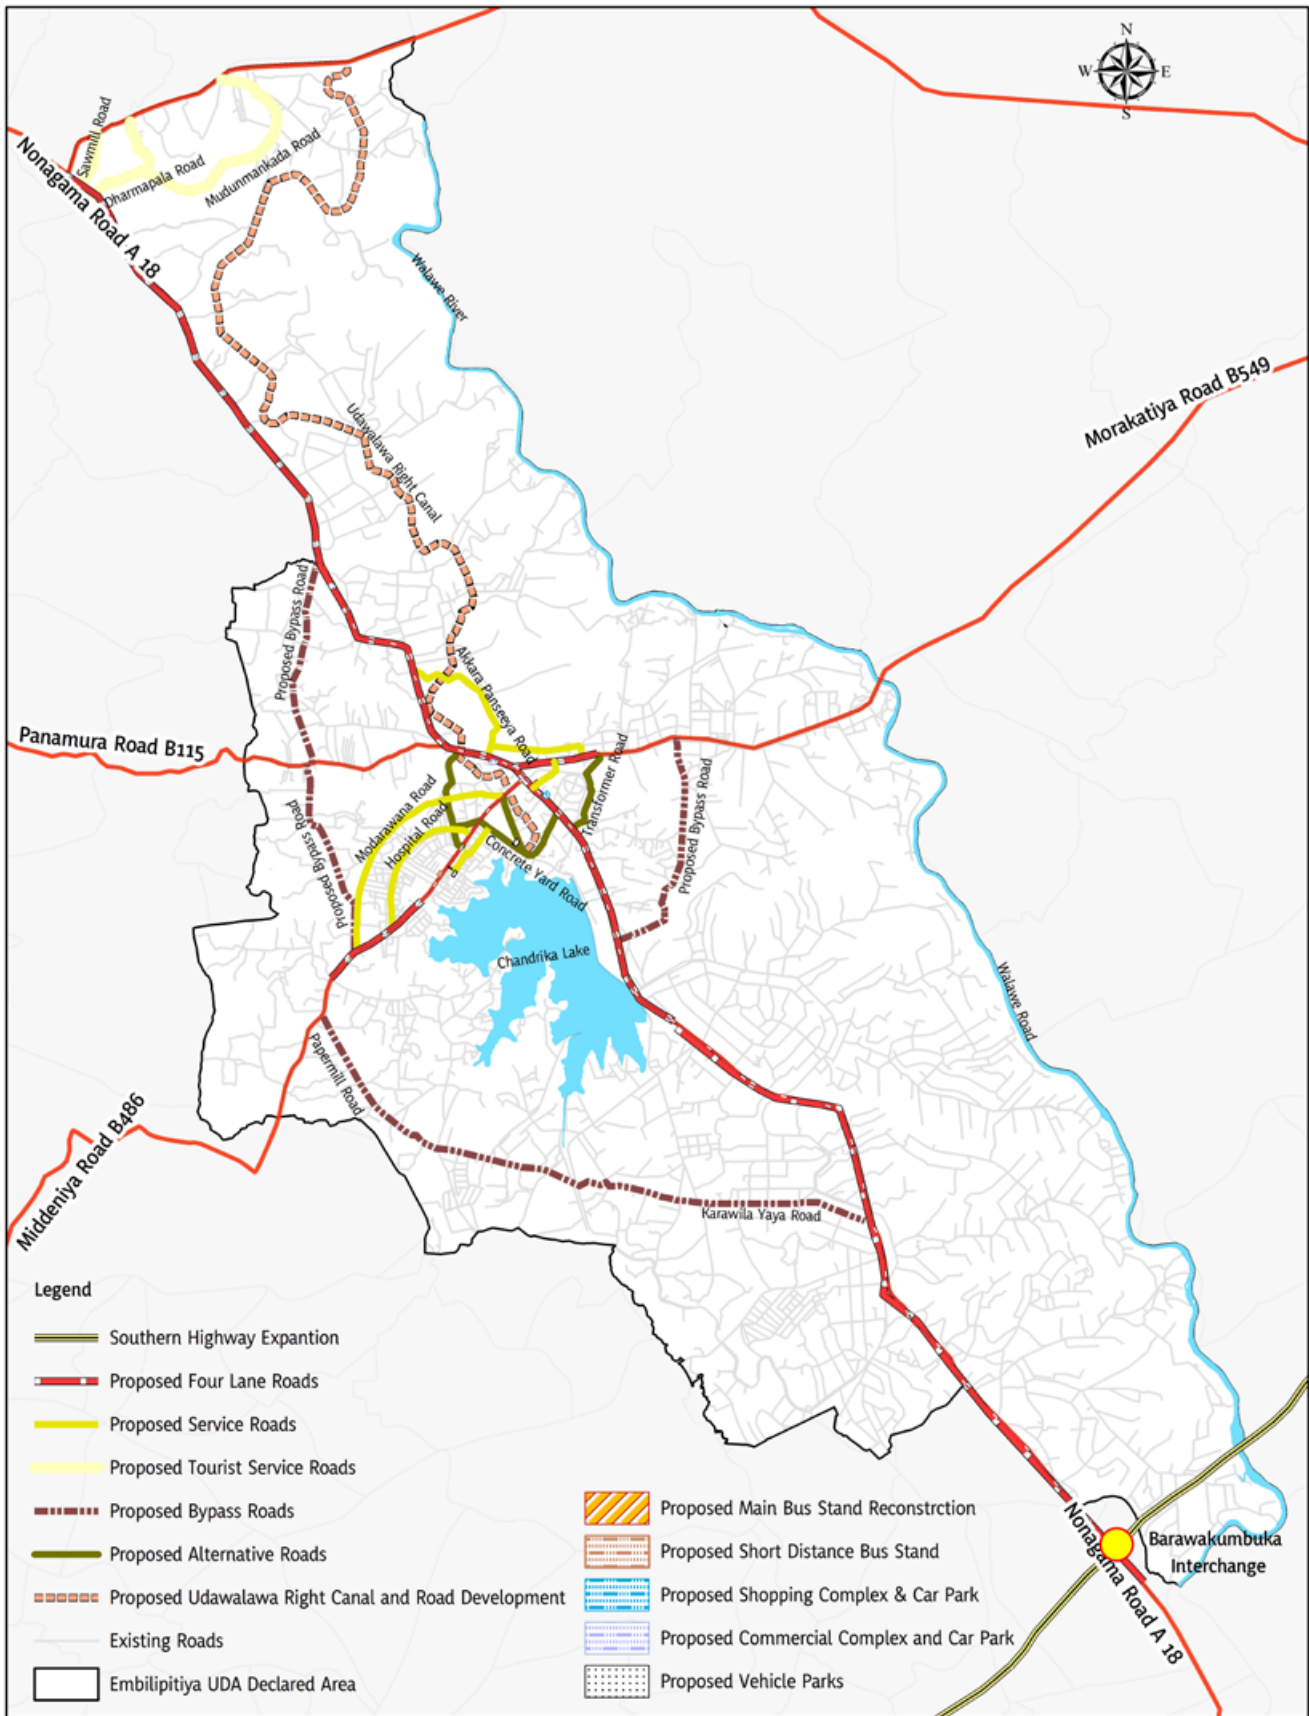 N
W
E
S
Sawmill Road
Dharmapala Road
Mudunmankada Road
Nonagama Road A 18
Walawe River
Morakatiya Road B549
Udawalawa Right Canal
Proposed Bypass Road
Akkara Panseeya Road
Panamura Road B115
Transformer Road
Proposed Bypass Road
Modarawana Road
Hospital Road
Proposed Bypass Road
Concrete Yard Road
Chandrika Lake
Walawe Road
Papermill Road
Middeniya Road B486
Karawila Yaya Road
Legend
Southern Highway Expantion
Proposed Four Lane Roads
Proposed Service Roads
Proposed Tourist Service Roads
Proposed Bypass Roads
Proposed Alternative Roads
Proposed Udawalawa Right Canal and Road Development
Existing Roads
Embilipitiya UDA Declared Area
Proposed Main Bus Stand Reconstrction
Proposed Short Distance Bus Stand
Proposed Shopping Complex & Car Park
Proposed Commercial Complex and Car Park
Proposed Vehicle Parks
Barawakumbuka
Interchange
Nonagama Road A 18